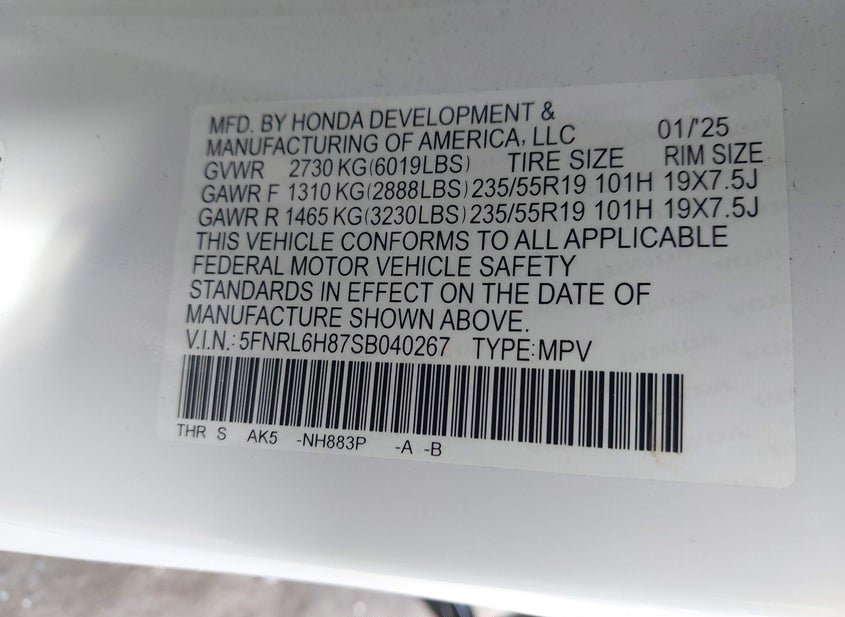 MFD. BY HONDA DEVELOPMENT &
MANUFACTURING OF AMERICA, LLC 01/'25
GVWR 2730 KG(6019LBS) TIRE SIZE RIM SIZE
GAWR F 1310 KG(2888LBS) 235/55R19 101H 19X7.5J
GAWR R 1465 KG(3230LBS) 235/55R19 101H 19X7.5J
THIS VEHICLE CONFORMS TO ALL APPLICABLE
FEDERAL MOTOR VEHICLE SAFETY
STANDARDS IN EFFECT ON THE DATE OF
MANUFACTURE SHOWN ABOVE.
V.I.N.: 5FNRL6H87SB040267 TYPE:MPV
THR S AK5 -NH883P -A -B